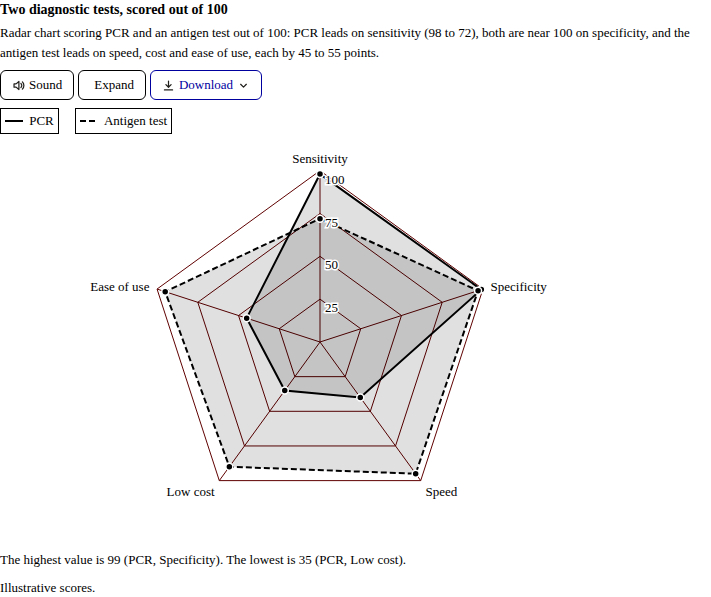 Two diagnostic tests, scored out of 100
Radar chart scoring PCR and an antigen test out of 100: PCR leads on sensitivity (98 to 72), both are near 100 on specificity, and the
antigen test leads on speed, cost and ease of use, each by 45 to 55 points.
Sound Expand Download
PCR Antigen test
Sensitivity
100
75
50
25
Ease of use
Specificity
Low cost
Speed
The highest value is 99 (PCR, Specificity). The lowest is 35 (PCR, Low cost).
Illustrative scores.